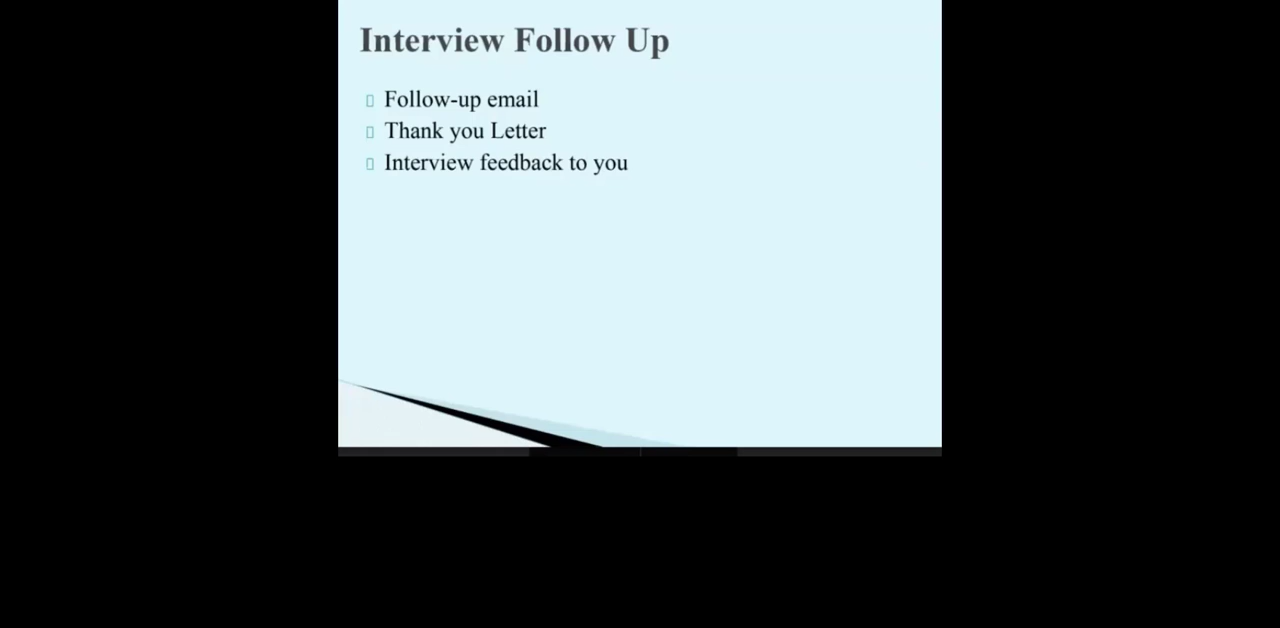 Interview Follow Up
Follow-up email
Thank you Letter
Interview feedback to you